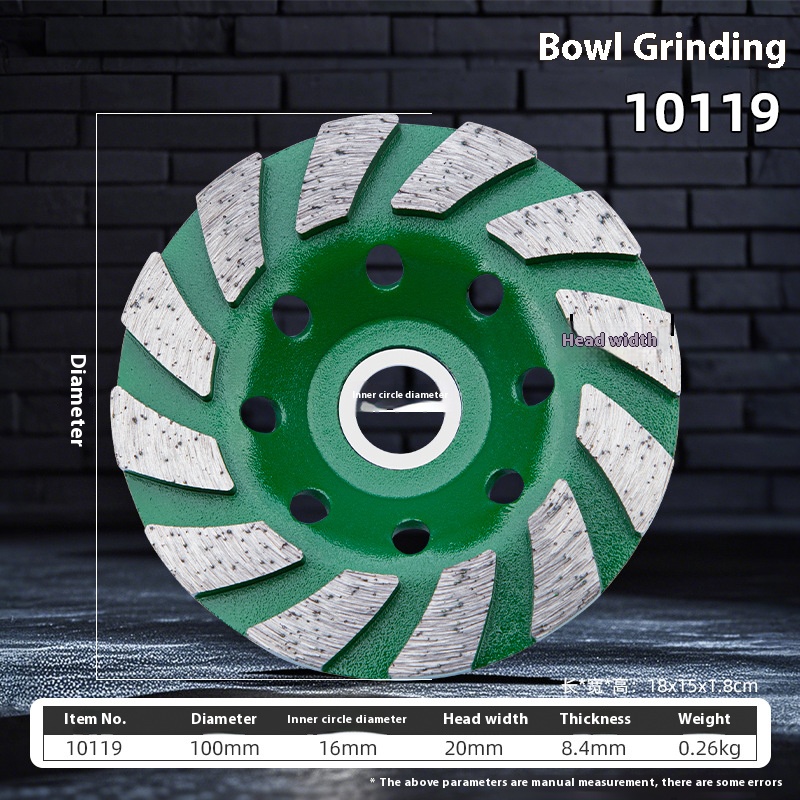 Bowl Grinding
10119
Diameter
Head width
Inner circle diameter
长*宽*高：18x15x1.8cm
Item No. Diameter Inner circle diameter Head width Thickness Weight
10119 100mm 16mm 20mm 8.4mm 0.26kg
* The above parameters are manual measurement, there are some errors